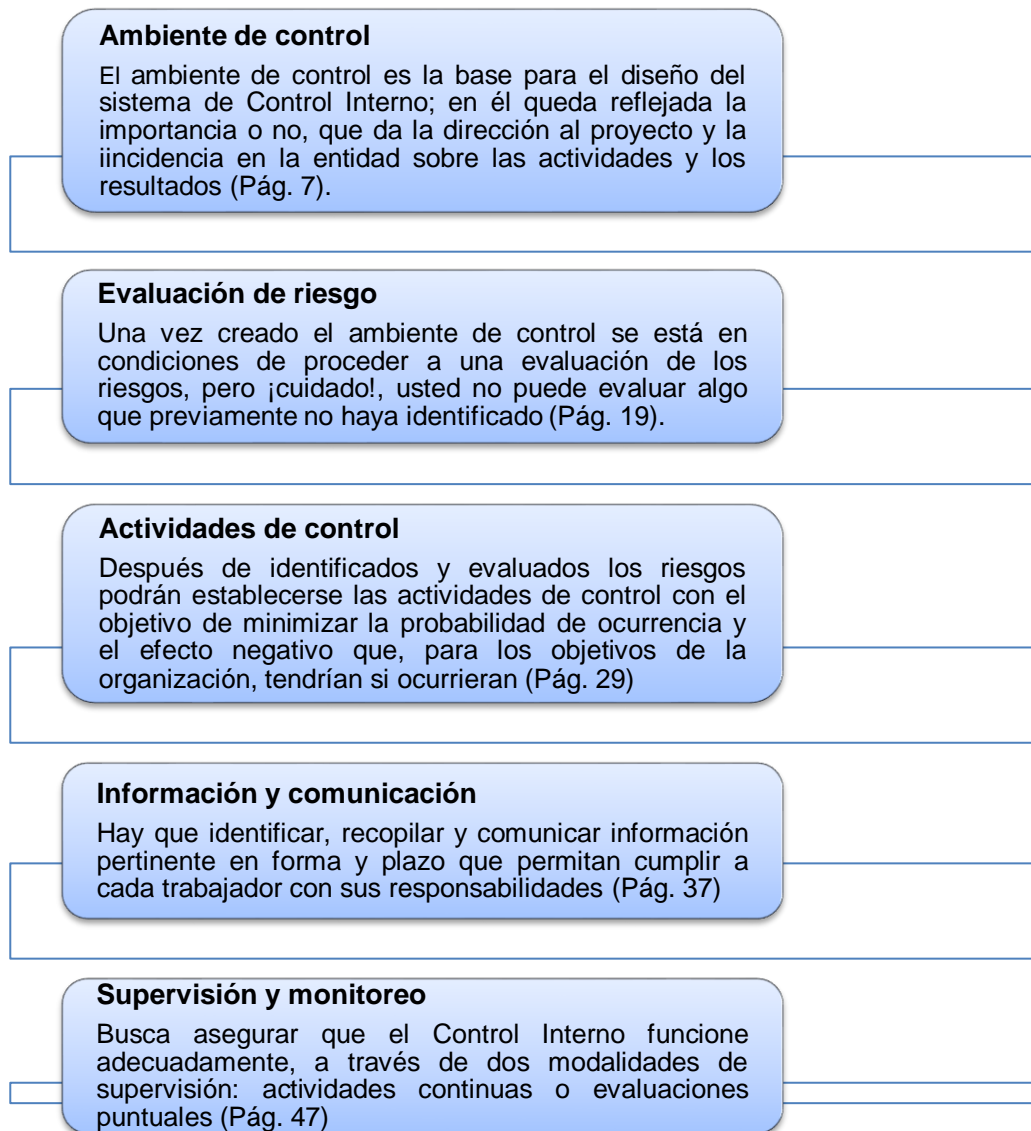 Ambiente de control
El ambiente de control es la base para el diseño del
sistema de Control Interno; en él queda reflejada la
importancia o no, que da la dirección al proyecto y la
iincidencia en la entidad sobre las actividades y los
resultados (Pág. 7).
Evaluación de riesgo
Una vez creado el ambiente de control se está en
condiciones de proceder a una evaluación de los
riesgos, pero ¡cuidado!, usted no puede evaluar algo
que previamente no haya identificado (Pág. 19).
Actividades de control
Después de identificados y evaluados los riesgos
podrán establecerse las actividades de control con el
objetivo de minimizar la probabilidad de ocurrencia y
el efecto negativo que, para los objetivos de la
organización, tendrían si ocurrieran (Pág. 29)
Información y comunicación
Hay que identificar, recopilar y comunicar información
pertinente en forma y plazo que permitan cumplir a
cada trabajador con sus responsabilidades (Pág. 37)
Supervisión y monitoreo
Busca asegurar que el Control Interno funcione
adecuadamente, a través de dos modalidades de
supervisión: actividades continuas o evaluaciones
puntuales (Pág. 47)